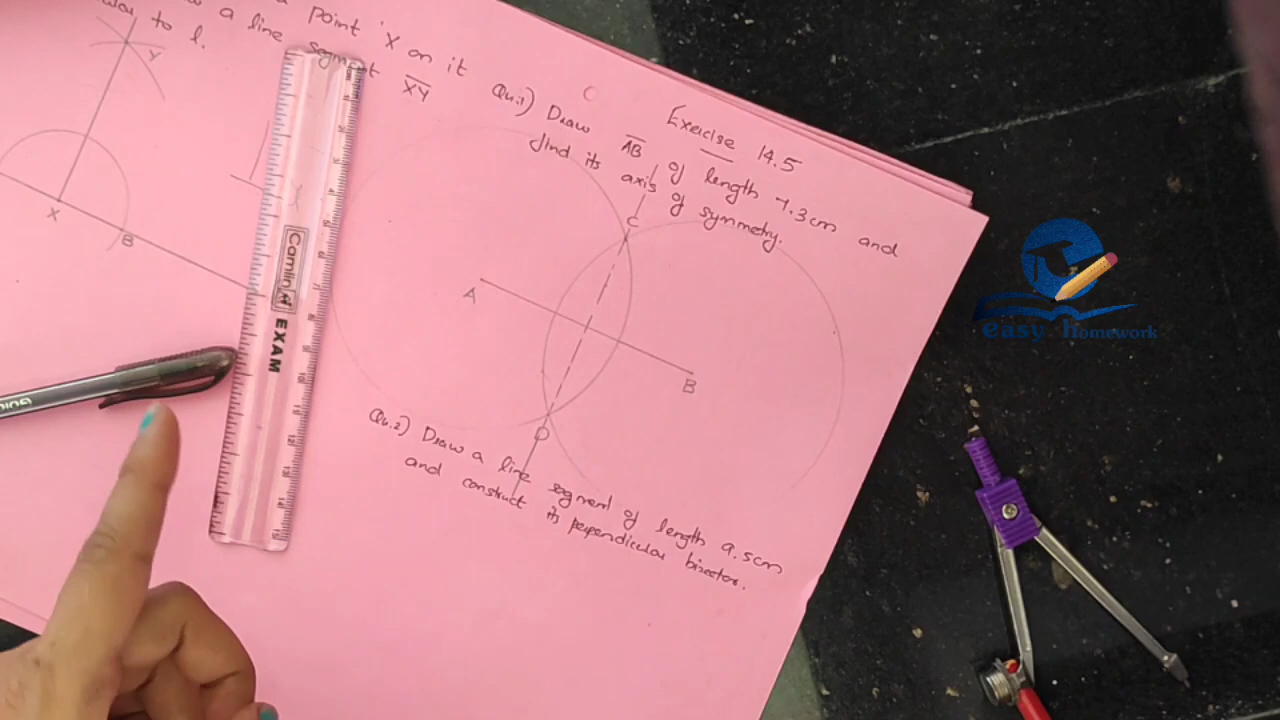 a point 'X on it
a line segment X̅Y̅
to l.
Y
X
B
Exercise 14.5
Qu.1) Draw A̅B̅ of length 7.3cm and
find its axis of symmetry.
C
A
B
D
Qu.2) Draw a line segment of length 9.5cm
and construct its perpendicular bisector.
Camlin
EXAM
easy homework